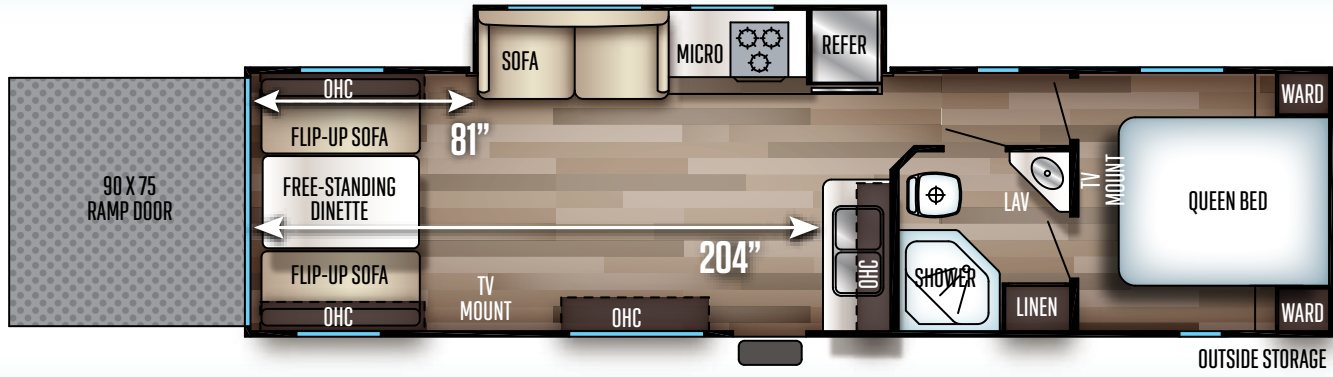 SOFA
MICRO
REFER
OHC
81”
FLIP-UP SOFA
90 X 75
RAMP DOOR
FREE-STANDING
DINETTE
204”
FLIP-UP SOFA
OHC
TV
MOUNT
OHC
OHC
SHOWER
LAV
LINEN
TV
MOUNT
WARD
QUEEN BED
WARD
OUTSIDE STORAGE